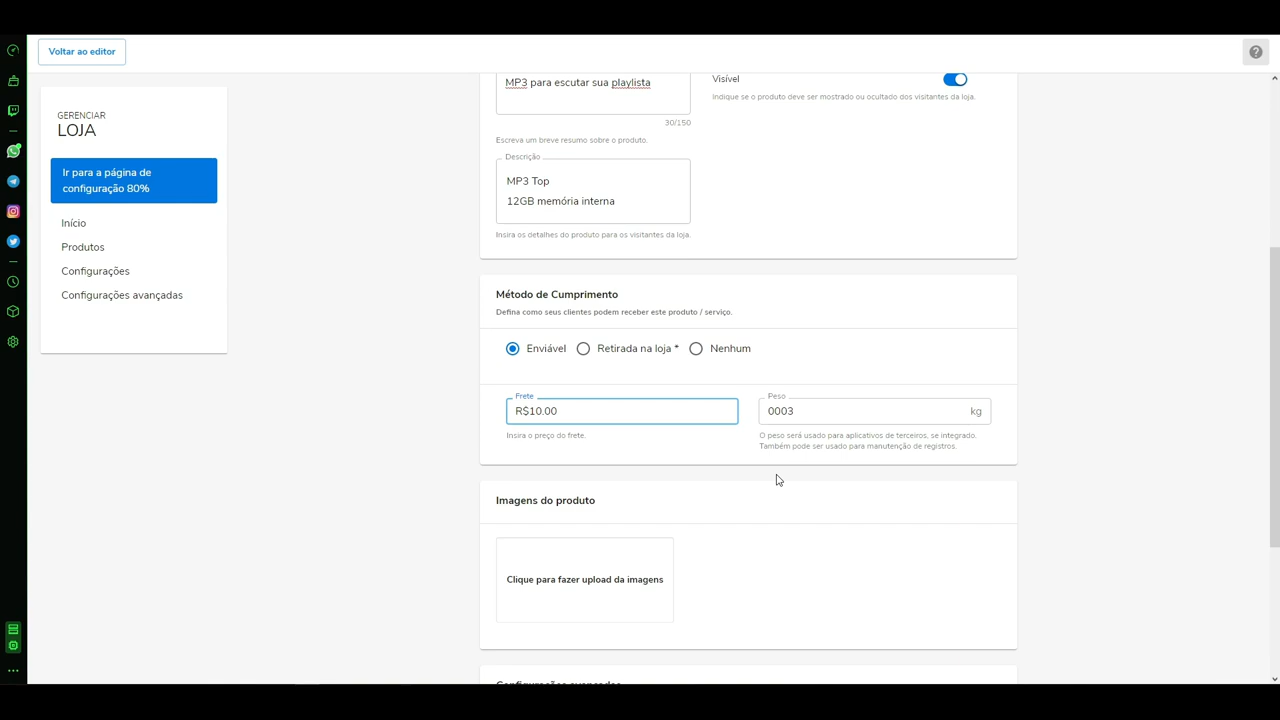 Voltar ao editor
GERENCIAR
LOJA
Ir para a página de
configuração 80%
Início
Produtos
Configurações
Configurações avançadas
MP3 para escutar sua playlista
30/150
Escreva um breve resumo sobre o produto.
Descrição
MP3 Top
12GB memória interna
Insira os detalhes do produto para os visitantes da loja.
Visível
Indique se o produto deve ser mostrado ou ocultado dos visitantes da loja.
Método de Cumprimento
Defina como seus clientes podem receber este produto / serviço.
Enviável Retirada na loja * Nenhum
Frete
R$10.00
Insira o preço do frete.
Peso
0003 kg
O peso será usado para aplicativos de terceiros, se integrado.
Também pode ser usado para manutenção de registros.
Imagens do produto
Clique para fazer upload da imagens
Configurações avançadas